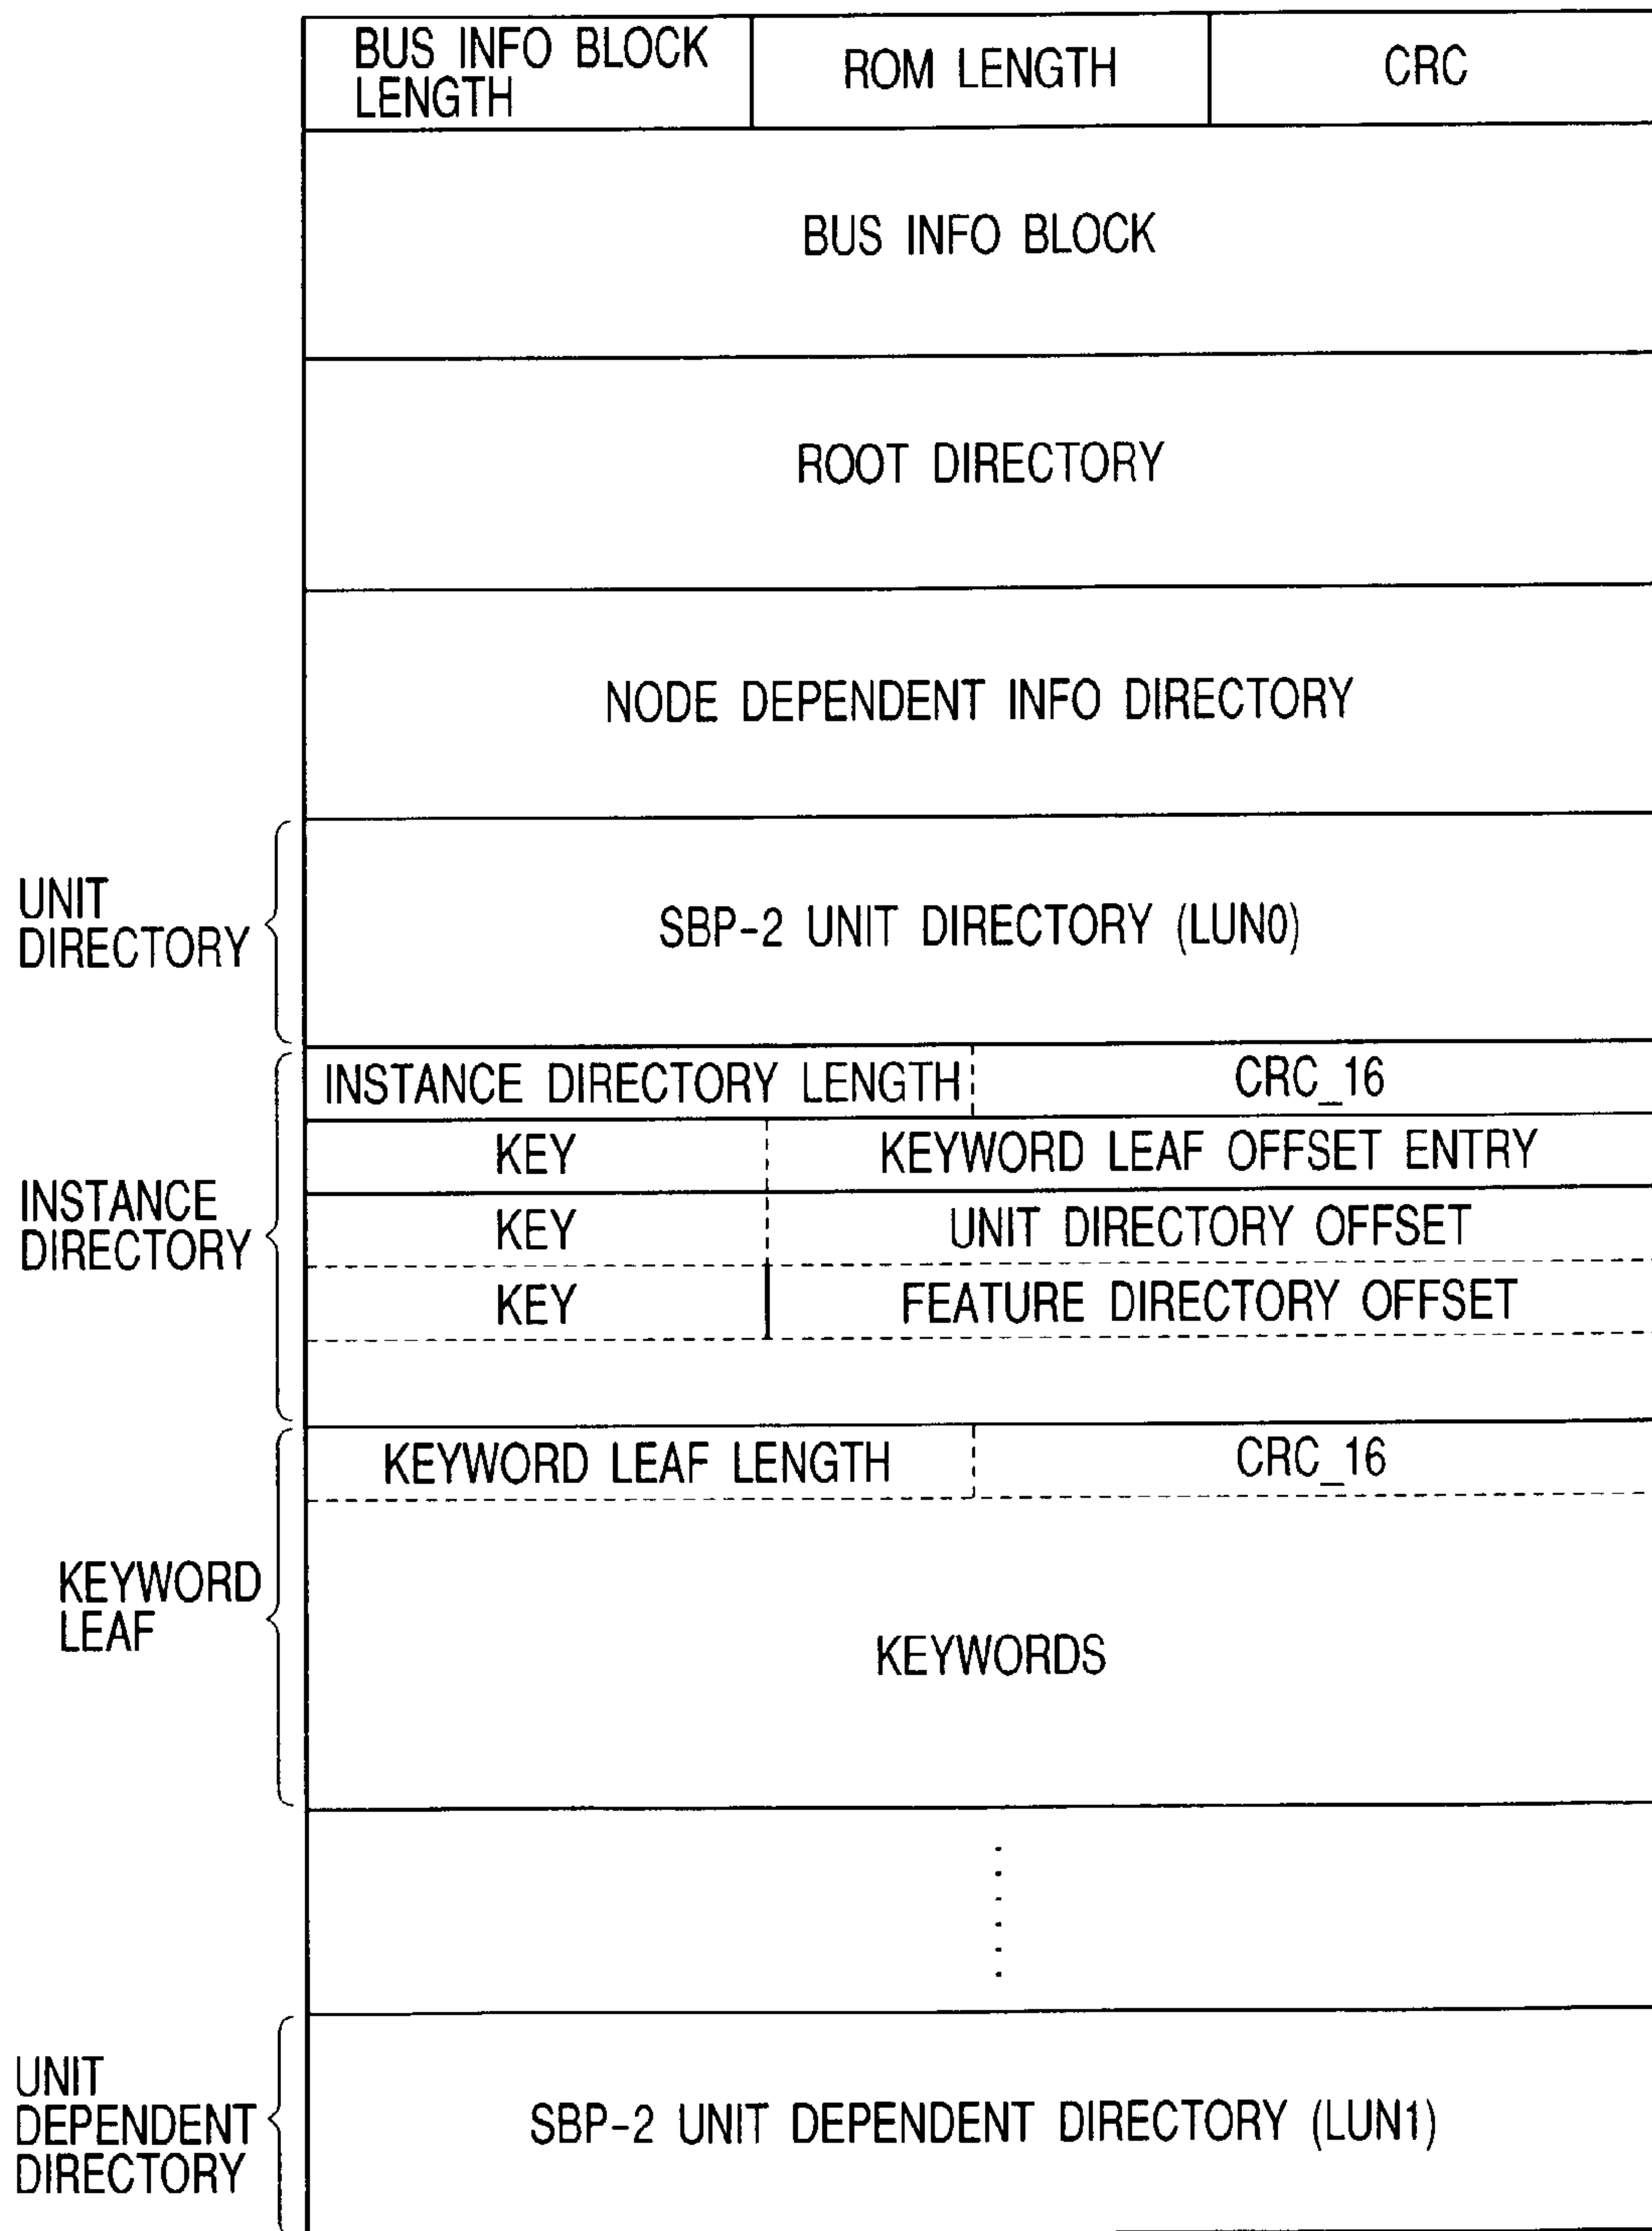 BUS INFO BLOCK
LENGTH
ROM LENGTH
CRC
BUS INFO BLOCK
ROOT DIRECTORY
NODE DEPENDENT INFO DIRECTORY
UNIT
DIRECTORY
SBP-2 UNIT DIRECTORY (LUN0)
INSTANCE
DIRECTORY
INSTANCE DIRECTORY LENGTH
CRC_16
KEY
KEYWORD LEAF OFFSET ENTRY
KEY
UNIT DIRECTORY OFFSET
KEY
FEATURE DIRECTORY OFFSET
KEYWORD
LEAF
KEYWORD LEAF LENGTH
CRC_16
KEYWORDS
UNIT
DEPENDENT
DIRECTORY
SBP-2 UNIT DEPENDENT DIRECTORY (LUN1)